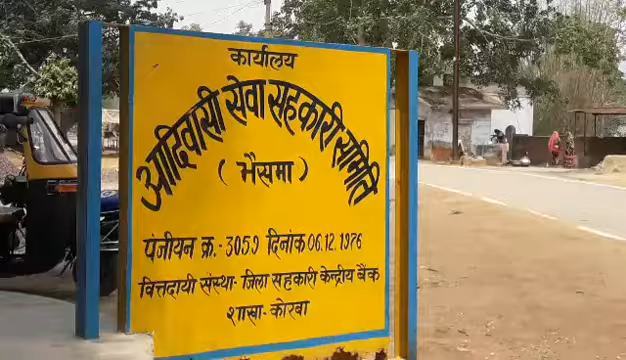 कार्यालय
आदिवासी सेवा सहकारी समिति
( भैसमा )
पंजीयन क्र.- 3059 दिनांक 06.12.1976
वित्तदायी संस्था- जिला सहकारी केन्द्रीय बैंक
शाखा- कोरबा